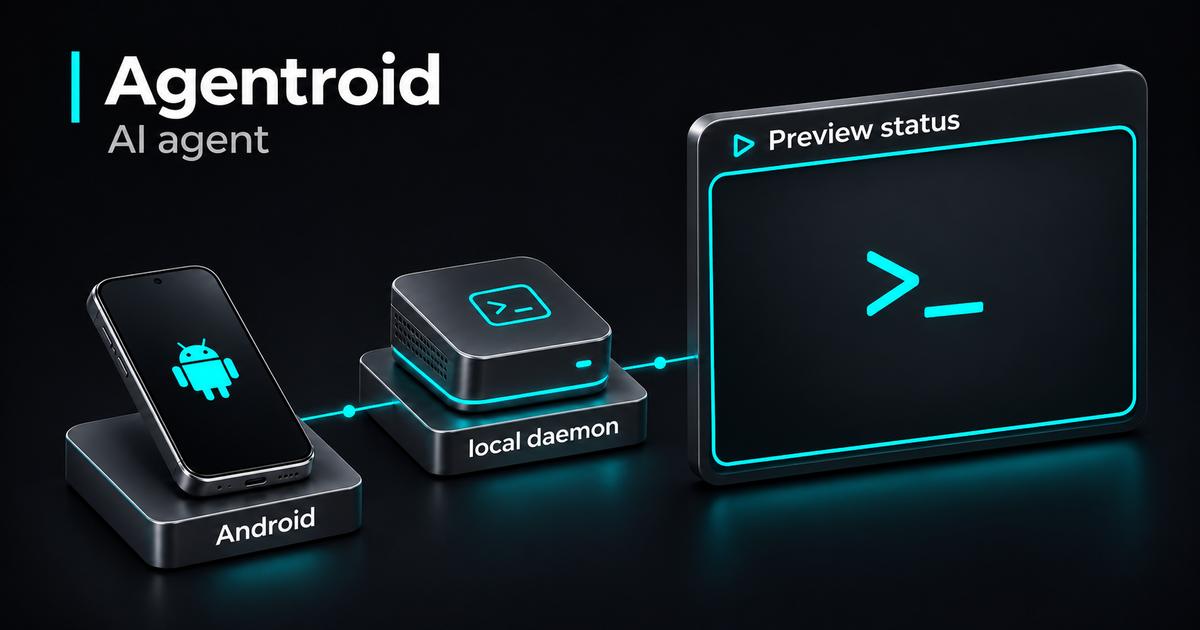 Agentroid
AI agent
Preview status
>_
>_
local daemon
Android